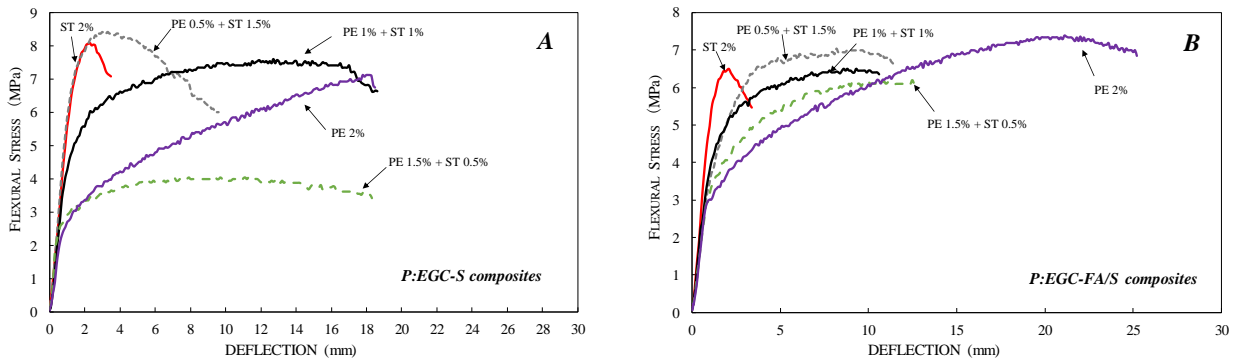 A
ST 2%
PE 0.5% + ST 1.5%
PE 1% + ST 1%
PE 2%
PE 1.5% + ST 0.5%
P:EGC-S composites
FLEXURAL STRESS (MPa)
9
8
7
6
5
4
3
2
1
0
0 2 4 6 8 10 12 14 16 18 20 22 24 26 28 30
DEFLECTION (mm)
B
PE 0.5% + ST 1.5%
PE 1% + ST 1%
ST 2%
PE 2%
PE 1.5% + ST 0.5%
P:EGC-FA/S composites
FLEXURAL STRESS (MPa)
8
7
6
5
4
3
2
1
0
0 5 10 15 20 25 30
DEFLECTION (mm)